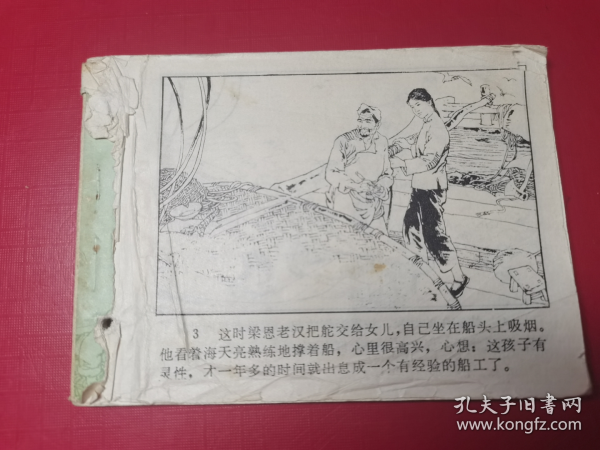 3 这时梁恩老汉把舵交给女儿,自己坐在船头上吸烟。
他看着海天亮熟练地撑着船,心里很高兴,心想:这孩子有
灵性,才一年多的时间就出息成一个有经验的船工了。
孔夫子旧书网
www.kongfz.com